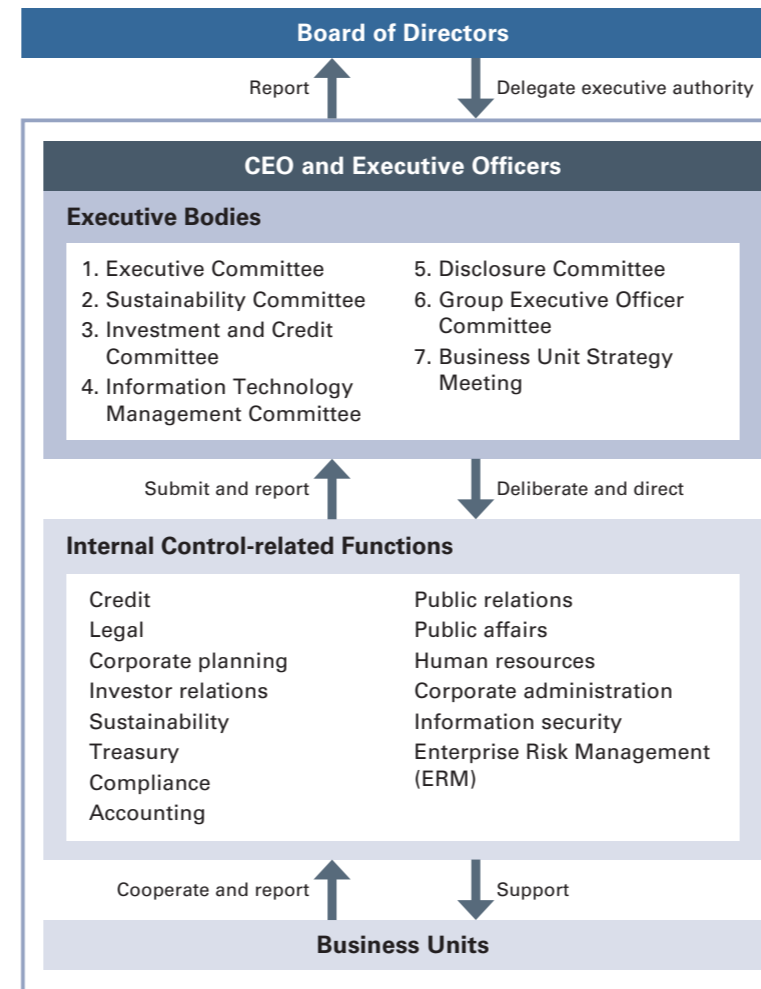 Board of Directors
Report
Delegate executive authority
CEO and Executive Officers
Executive Bodies
1. Executive Committee
2. Sustainability Committee
3. Investment and Credit
Committee
4. Information Technology
Management Committee
5. Disclosure Committee
6. Group Executive Officer
Committee
7. Business Unit Strategy
Meeting
Submit and report
Deliberate and direct
Internal Control-related Functions
Credit
Legal
Corporate planning
Investor relations
Sustainability
Treasury
Compliance
Accounting
Public relations
Public affairs
Human resources
Corporate administration
Information security
Enterprise Risk Management
(ERM)
Cooperate and report
Support
Business Units